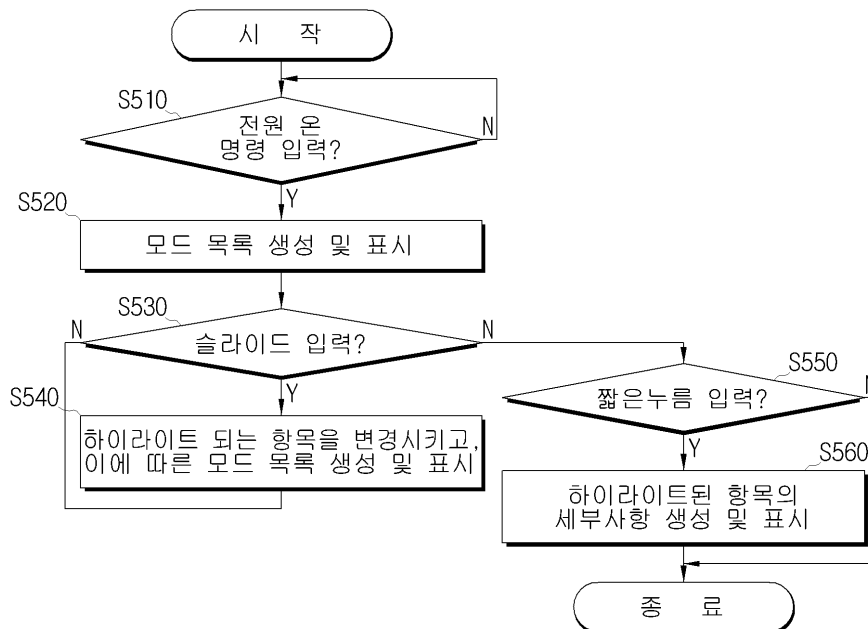 시 작
S510
전원 온
명령 입력?
N
Y
S520
모드 목록 생성 및 표시
S530
N
슬라이드 입력?
N
Y
S540
하이라이트 되는 항목을 변경시키고,
이에 따른 모드 목록 생성 및 표시
S550
짧은누름 입력?
N
Y
S560
하이라이트된 항목의
세부사항 생성 및 표시
종 료